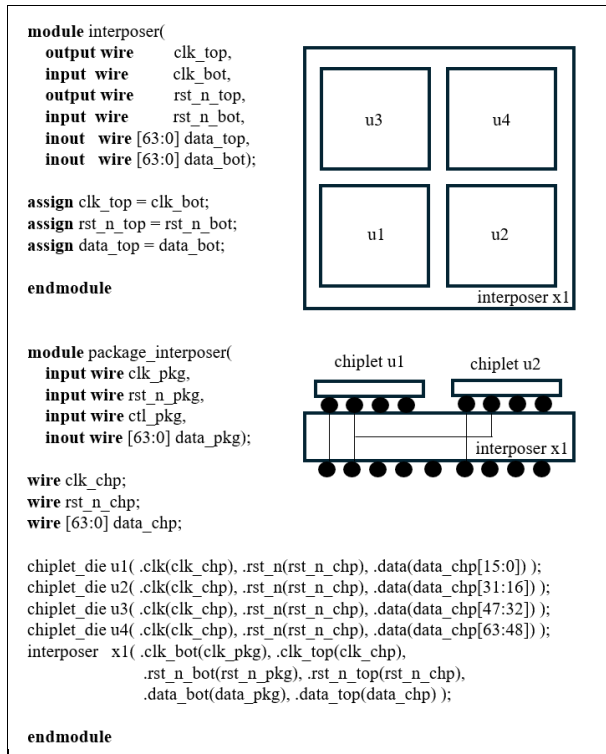 module interposer(
output wire clk_top,
input wire clk_bot,
output wire rst_n_top,
input wire rst_n_bot,
inout wire [63:0] data_top,
inout wire [63:0] data_bot);
assign clk_top = clk_bot;
assign rst_n_top = rst_n_bot;
assign data_top = data_bot;
endmodule
u3
u4
u1
u2
interposer x1
module package_interposer(
input wire clk_pkg,
input wire rst_n_pkg,
input wire ctl_pkg,
inout wire [63:0] data_pkg);
chiplet u1
chiplet u2
interposer x1
wire clk_chp;
wire rst_n_chp;
wire [63:0] data_chp;
chiplet_die u1( .clk(clk_chp), .rst_n(rst_n_chp), .data(data_chp[15:0]) );
chiplet_die u2( .clk(clk_chp), .rst_n(rst_n_chp), .data(data_chp[31:16]) );
chiplet_die u3( .clk(clk_chp), .rst_n(rst_n_chp), .data(data_chp[47:32]) );
chiplet_die u4( .clk(clk_chp), .rst_n(rst_n_chp), .data(data_chp[63:48]) );
interposer x1( .clk_bot(clk_pkg), .clk_top(clk_chp),
.rst_n_bot(rst_n_pkg), .rst_n_top(rst_n_chp),
.data_bot(data_pkg), .data_top(data_chp) );
endmodule